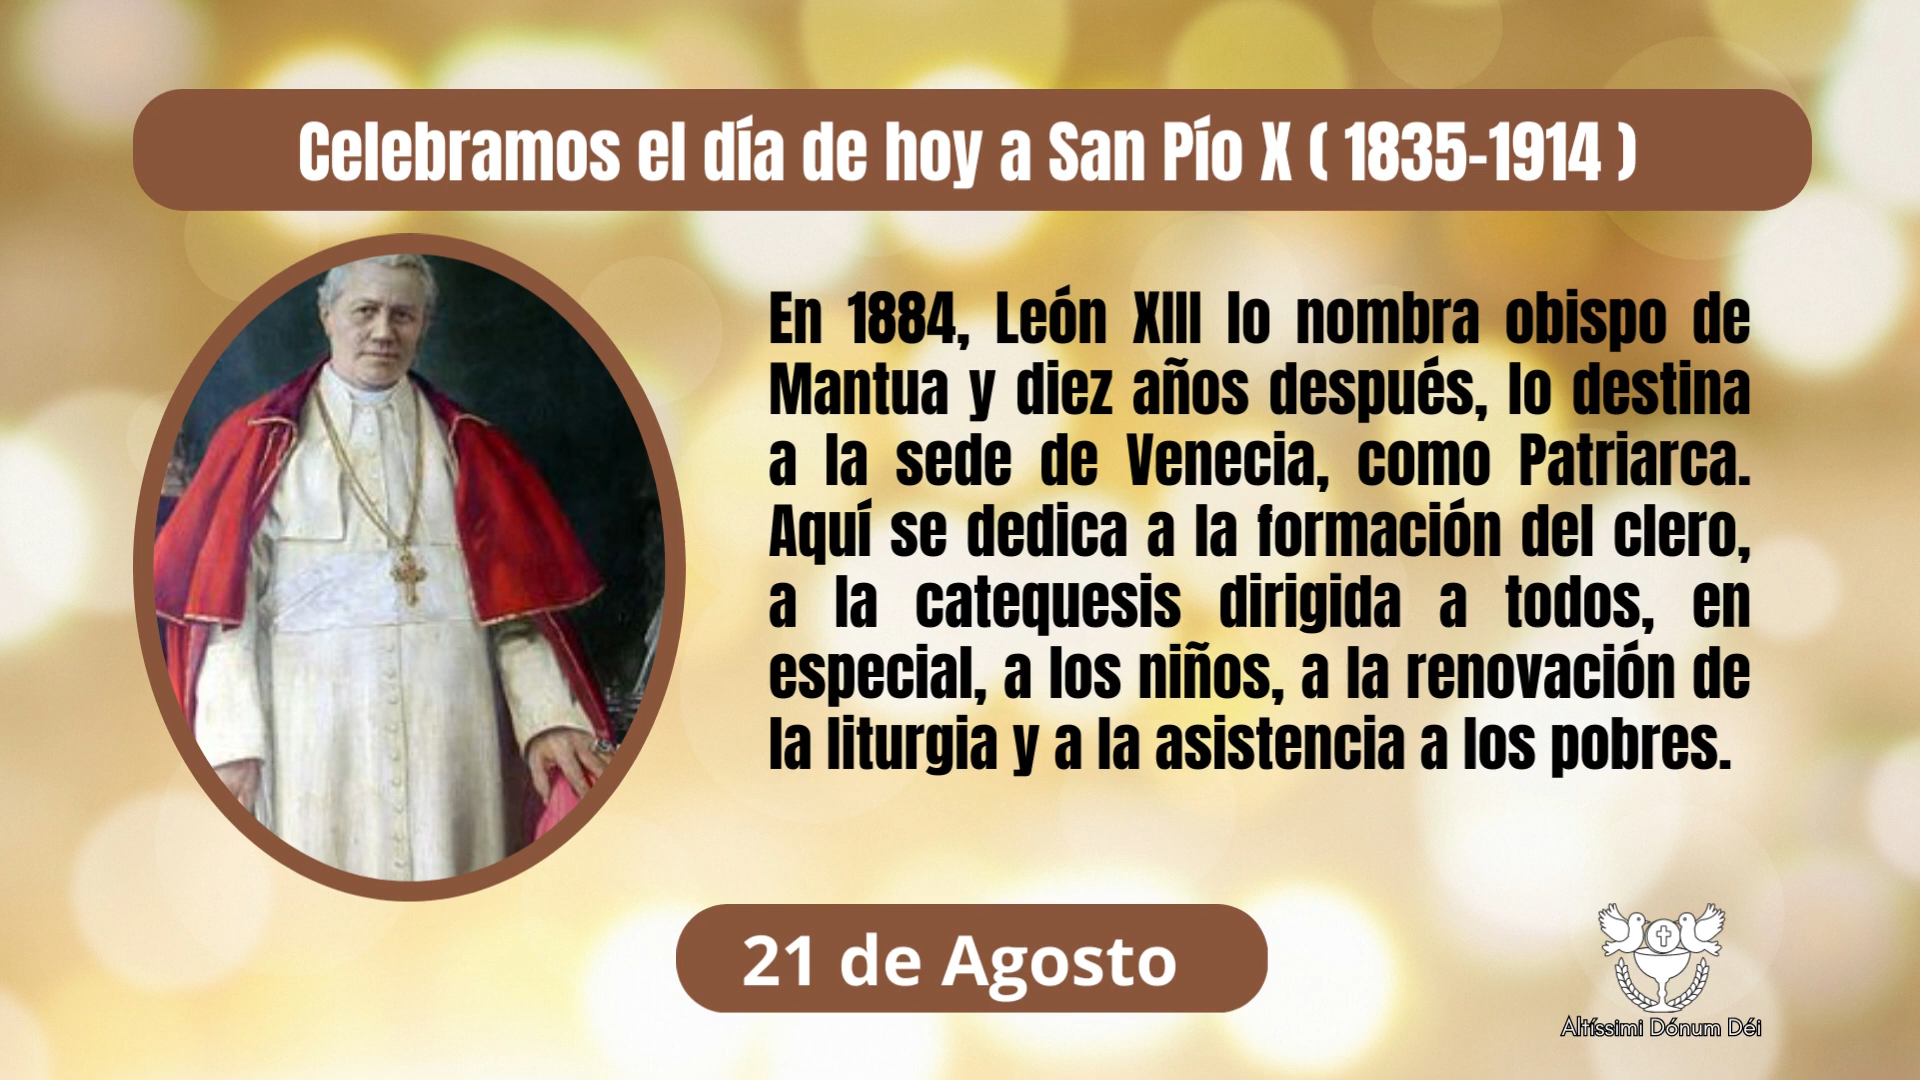 Celebramos el día de hoy a San Pío X ( 1835-1914 )
En 1884, León XIII lo nombra obispo de
Mantua y diez años después, lo destina
a la sede de Venecia, como Patriarca.
Aquí se dedica a la formación del clero,
a la catequesis dirigida a todos, en
especial, a los niños, a la renovación de
la liturgia y a la asistencia a los pobres.
21 de Agosto
Altíssimi Dónum Déi